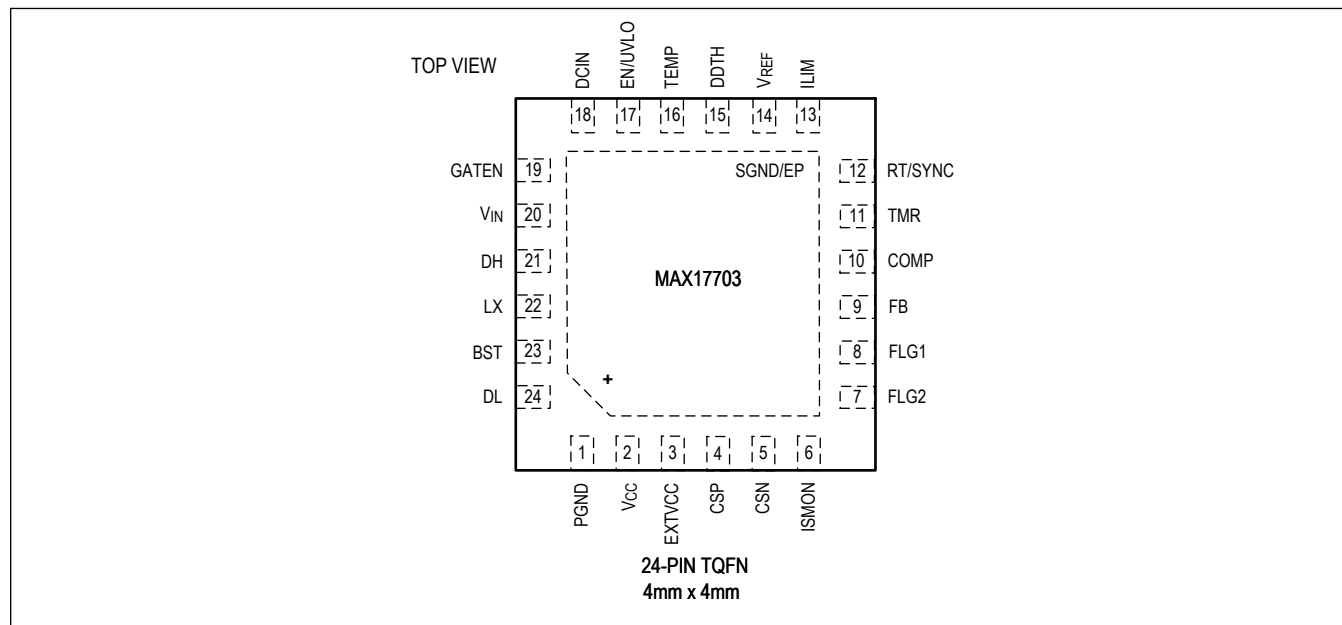 TOP VIEW
DCIN
EN/UVLO
TEMP
DDTH
VREF
ILIM
18
17
16
15
14
13
GATEN 19
VIN 20
DH 21
LX 22
BST 23
DL 24
SGND/EP
MAX17703
+
12 RT/SYNC
11 TMR
10 COMP
9 FB
8 FLG1
7 FLG2
1
2
3
4
5
6
PGND
VCC
EXTVCC
CSP
CSN
ISMON
24-PIN TQFN
4mm x 4mm